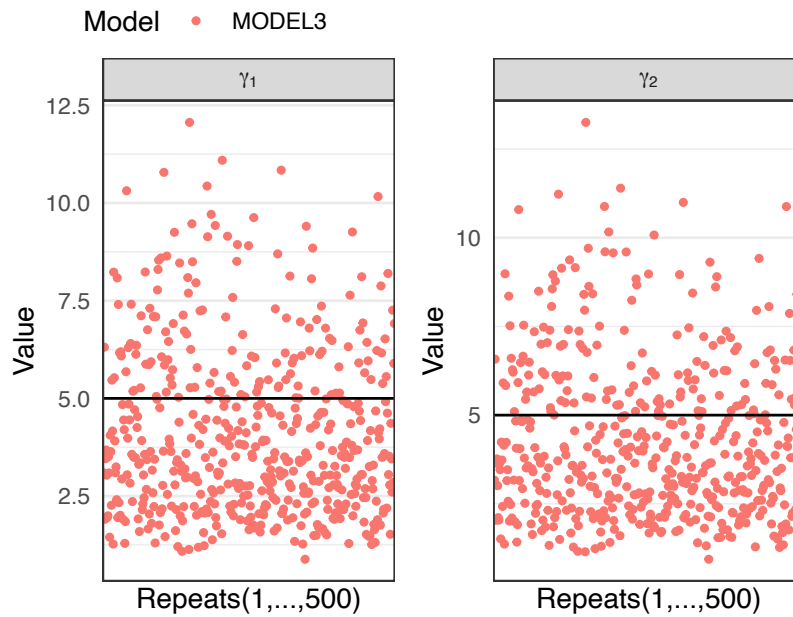 Model MODEL3
γ1
γ2
12.5
10.0
7.5
5.0
2.5
10
5
Value
Value
Repeats(1,...,500)
Repeats(1,...,500)